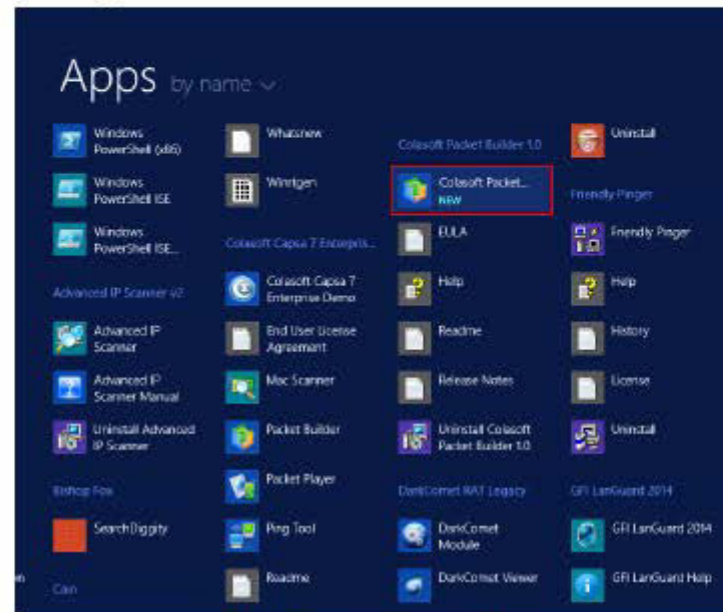 Apps by name
Windows
PowerShell (x86)
Windows
PowerShell ISE
Windows
PowerShell ISE...
Advanced IP Scanner v2
Advanced IP
Scanner
Advanced IP
Scanner Manual
Uninstall Advanced
IP Scanner
Bishop Fox
SearchDiggity
Cain
Whatsnew
Winrtgen
Colasoft Capsa 7 Enterpris...
Colasoft Capsa 7
Enterprise Demo
End User License
Agreement
Mac Scanner
Packet Builder
Packet Player
Ping Tool
Readme
Colasoft Packet Builder 1.0
Colasoft Packet...
NEW
EULA
Help
Readme
Release Notes
Uninstall Colasoft
Packet Builder 1.0
DarkComet RAT Legacy
DarkComet
Module
DarkComet Viewer
Uninstall
Friendly Pinger
Friendly Pinger
Help
History
License
Uninstall
GFI LanGuard 2014
GFI LanGuard 2014
GFI LanGuard Help